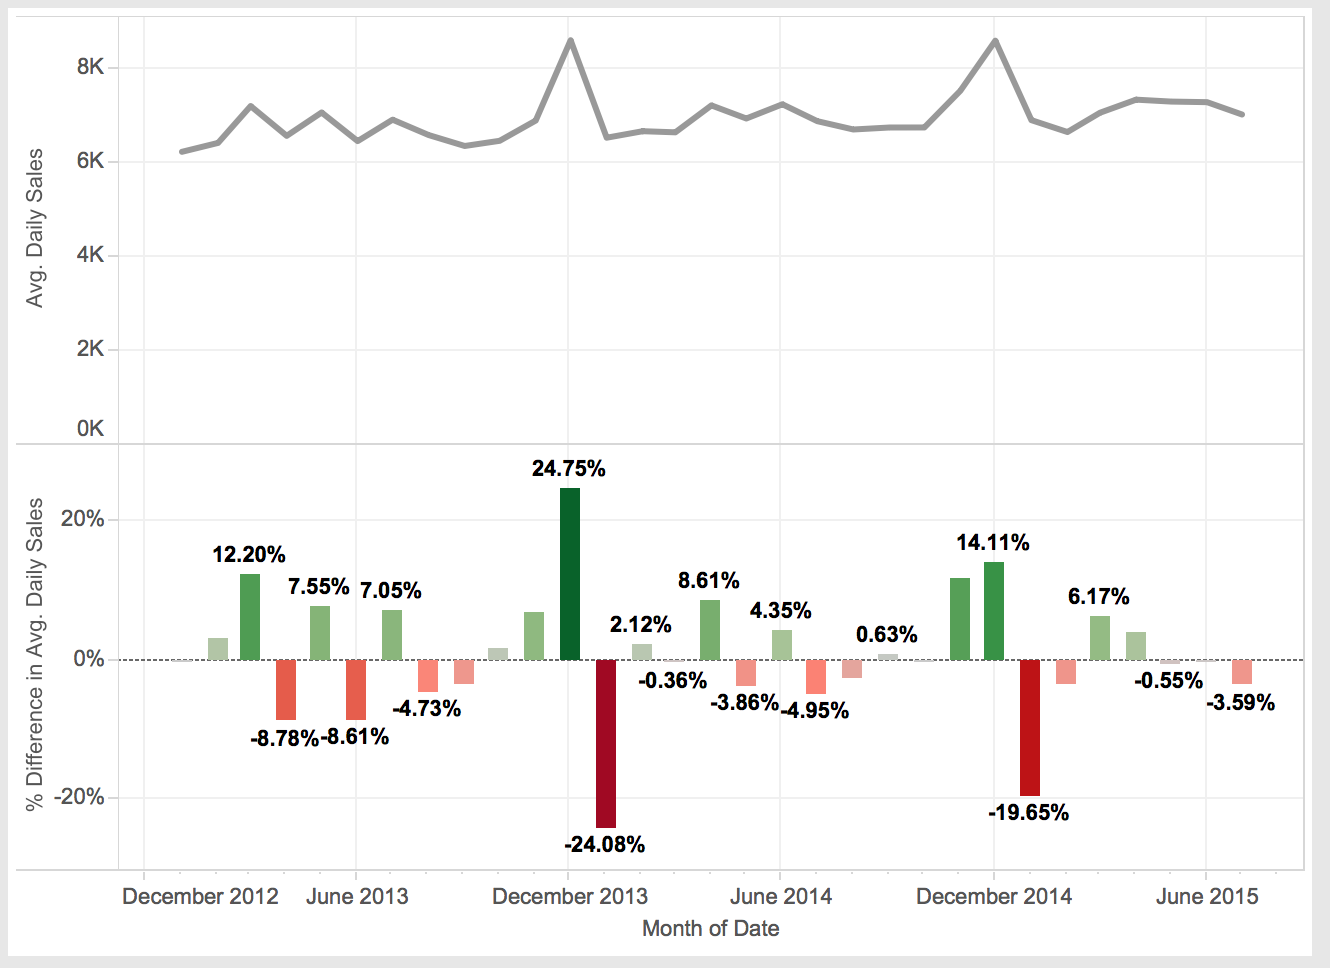 8K
6K
4K
2K
0K
Avg. Daily Sales
24.75%
20%
12.20%
7.55%
7.05%
8.61%
4.35%
2.12%
0.63%
14.11%
6.17%
0%
-0.36%
-0.55%
-3.86%
-4.95%
-3.59%
-4.73%
-8.78%
-8.61%
-20%
-19.65%
-24.08%
% Difference in Avg. Daily Sales
December 2012 June 2013 December 2013 June 2014 December 2014 June 2015
Month of Date